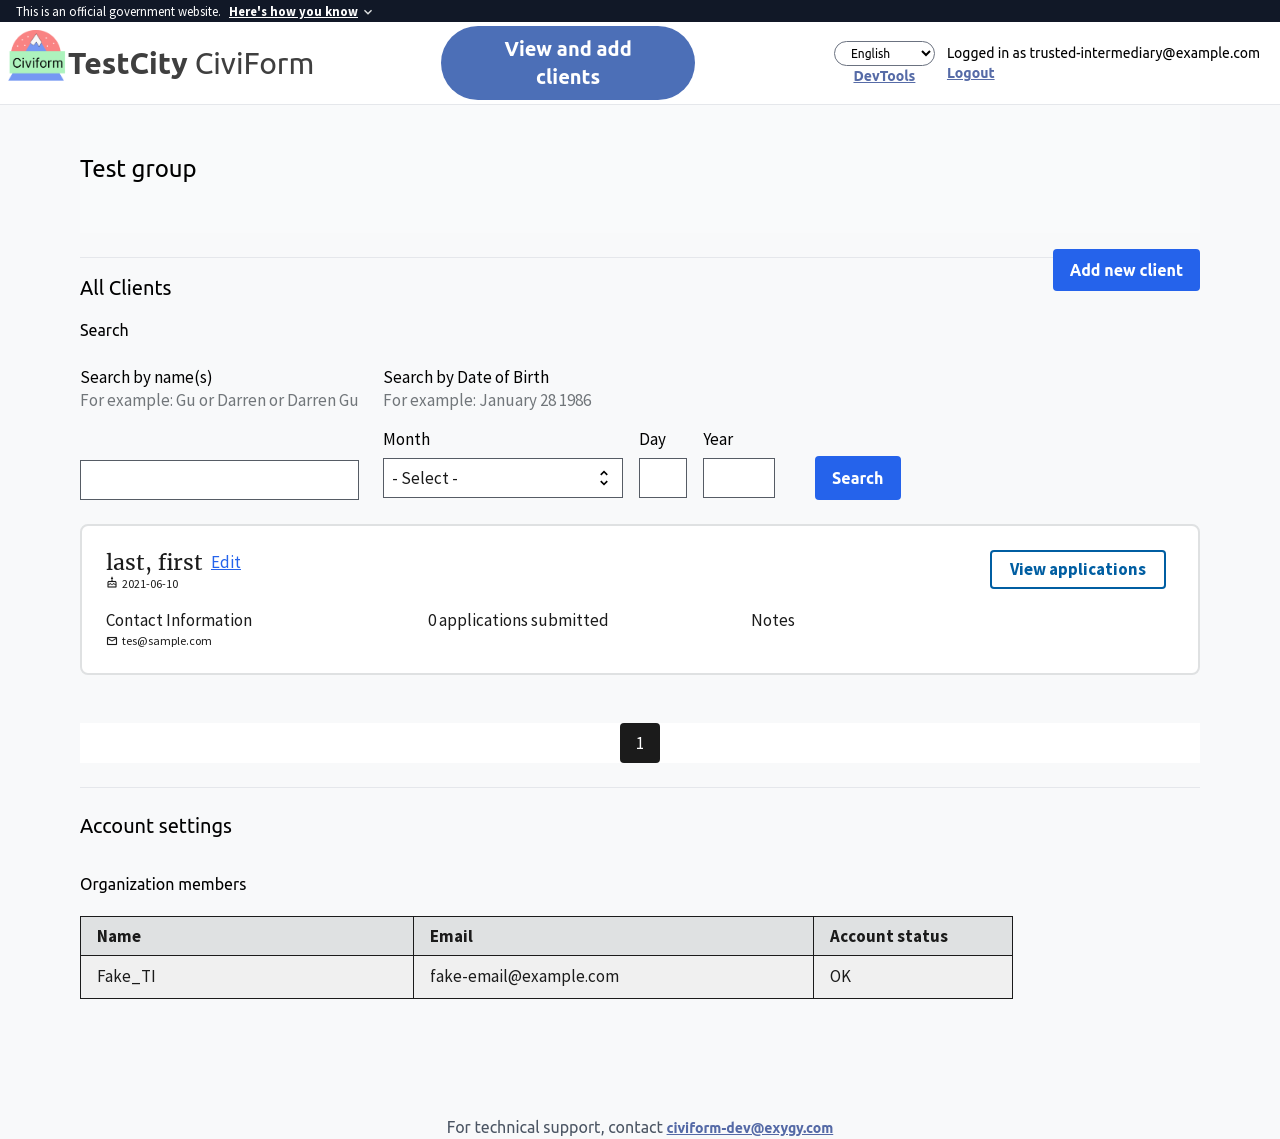 This is an official government website. Here's how you know
Civiform
TestCity CiviForm
View and add
clients
English
DevTools
Logged in as trusted-intermediary@example.com
Logout
Test group
Add new client
All Clients
Search
Search by name(s)
For example: Gu or Darren or Darren Gu
Search by Date of Birth
For example: January 28 1986
Month
Day
Year
- Select -
Search
last, first Edit
2021-06-10
View applications
Contact Information
tes@sample.com
0 applications submitted
Notes
1
Account settings
Organization members
Name Email Account status
Fake_TI fake-email@example.com OK
For technical support, contact civiform-dev@exygy.com